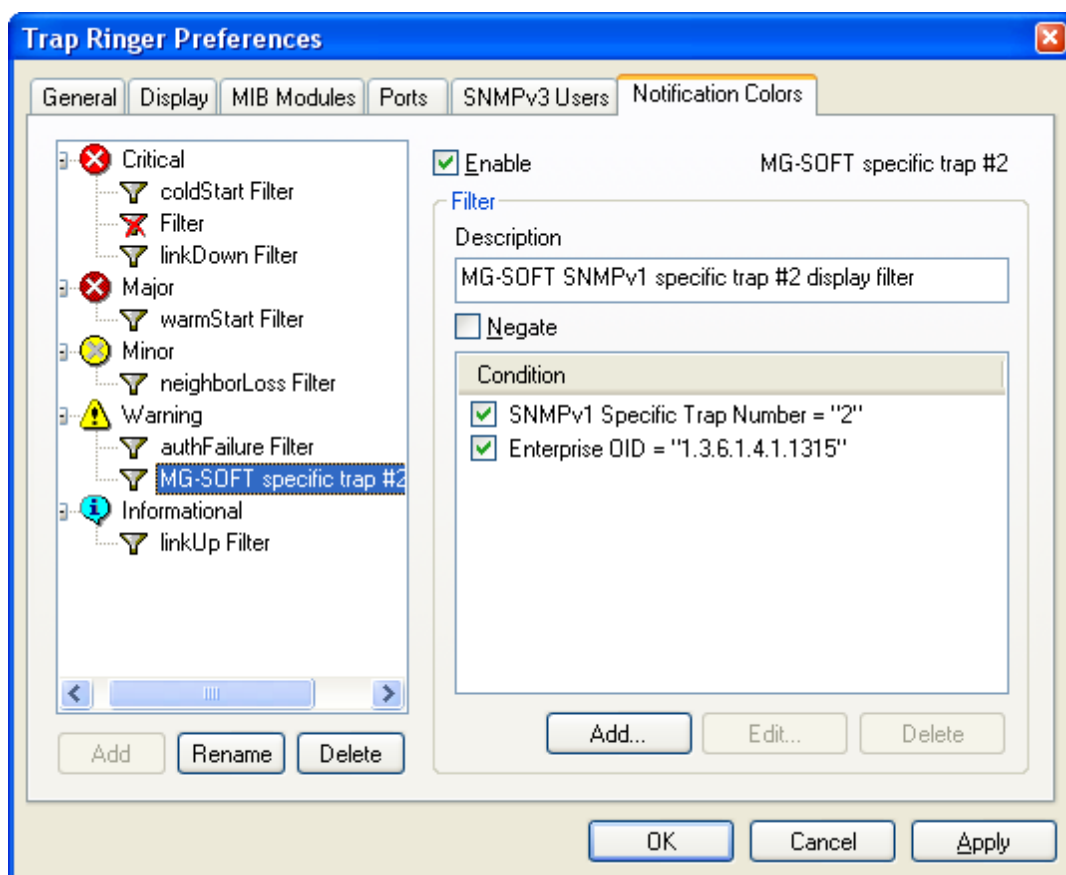 Trap Ringer Preferences
General Display MIB Modules Ports SNMPv3 Users Notification Colors
Critical
coldStart Filter
Filter
linkDown Filter
Major
warmStart Filter
Minor
neighborLoss Filter
Warning
authFailure Filter
MG-SOFT specific trap #2
Informational
linkUp Filter
Add Rename Delete
Enable MG-SOFT specific trap #2
Filter
Description
MG-SOFT SNMPv1 specific trap #2 display filter
Negate
Condition
SNMPv1 Specific Trap Number = "2"
Enterprise OID = "1.3.6.1.4.1.1315"
Add... Edit... Delete
OK Cancel Apply